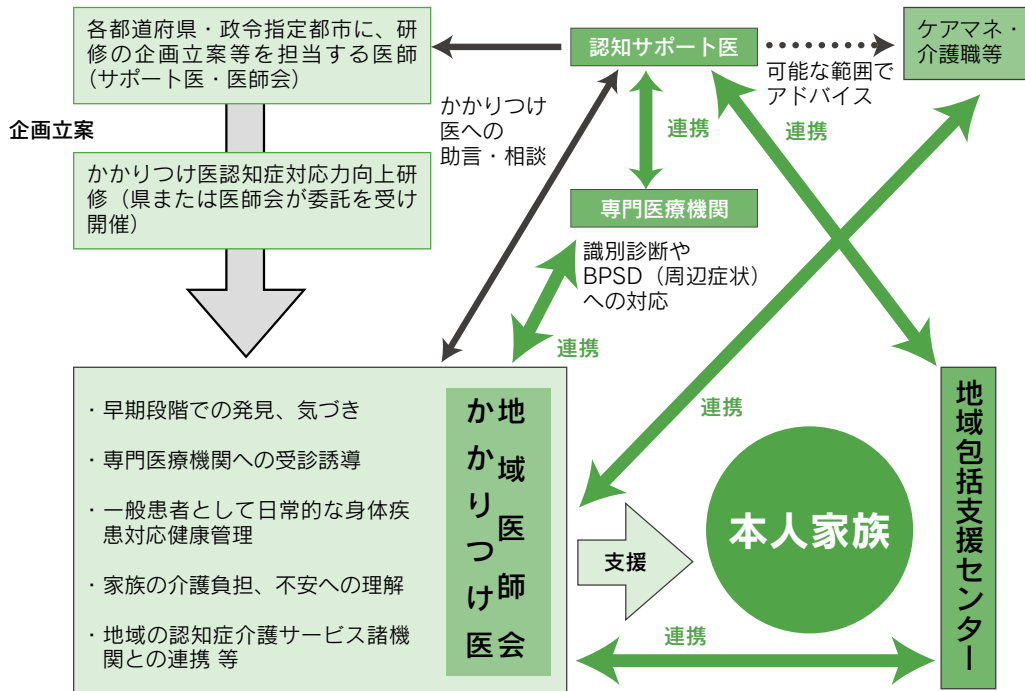 各都道府県・政令指定都市に、研
修の企画立案等を担当する医師
（サポート医・医師会）
企画立案
かかりつけ医認知症対応力向上研
修（県または医師会が委託を受け
開催）
認知サポート医
ケアマネ・
介護職等
可能な範囲で
アドバイス
かかりつけ
医への
助言・相談
連携
連携
専門医療機関
識別診断や
BPSD（周辺症状）
への対応
連携
連携
・早期段階での発見、気づき
・専門医療機関への受診誘導
・一般患者として日常的な身体疾
患対応健康管理
・家族の介護負担、不安への理解
・地域の認知症介護サービス諸機
関との連携 等
地域医師会
かかりつけ医
支援
本人家族
連携
地域包括支援センター